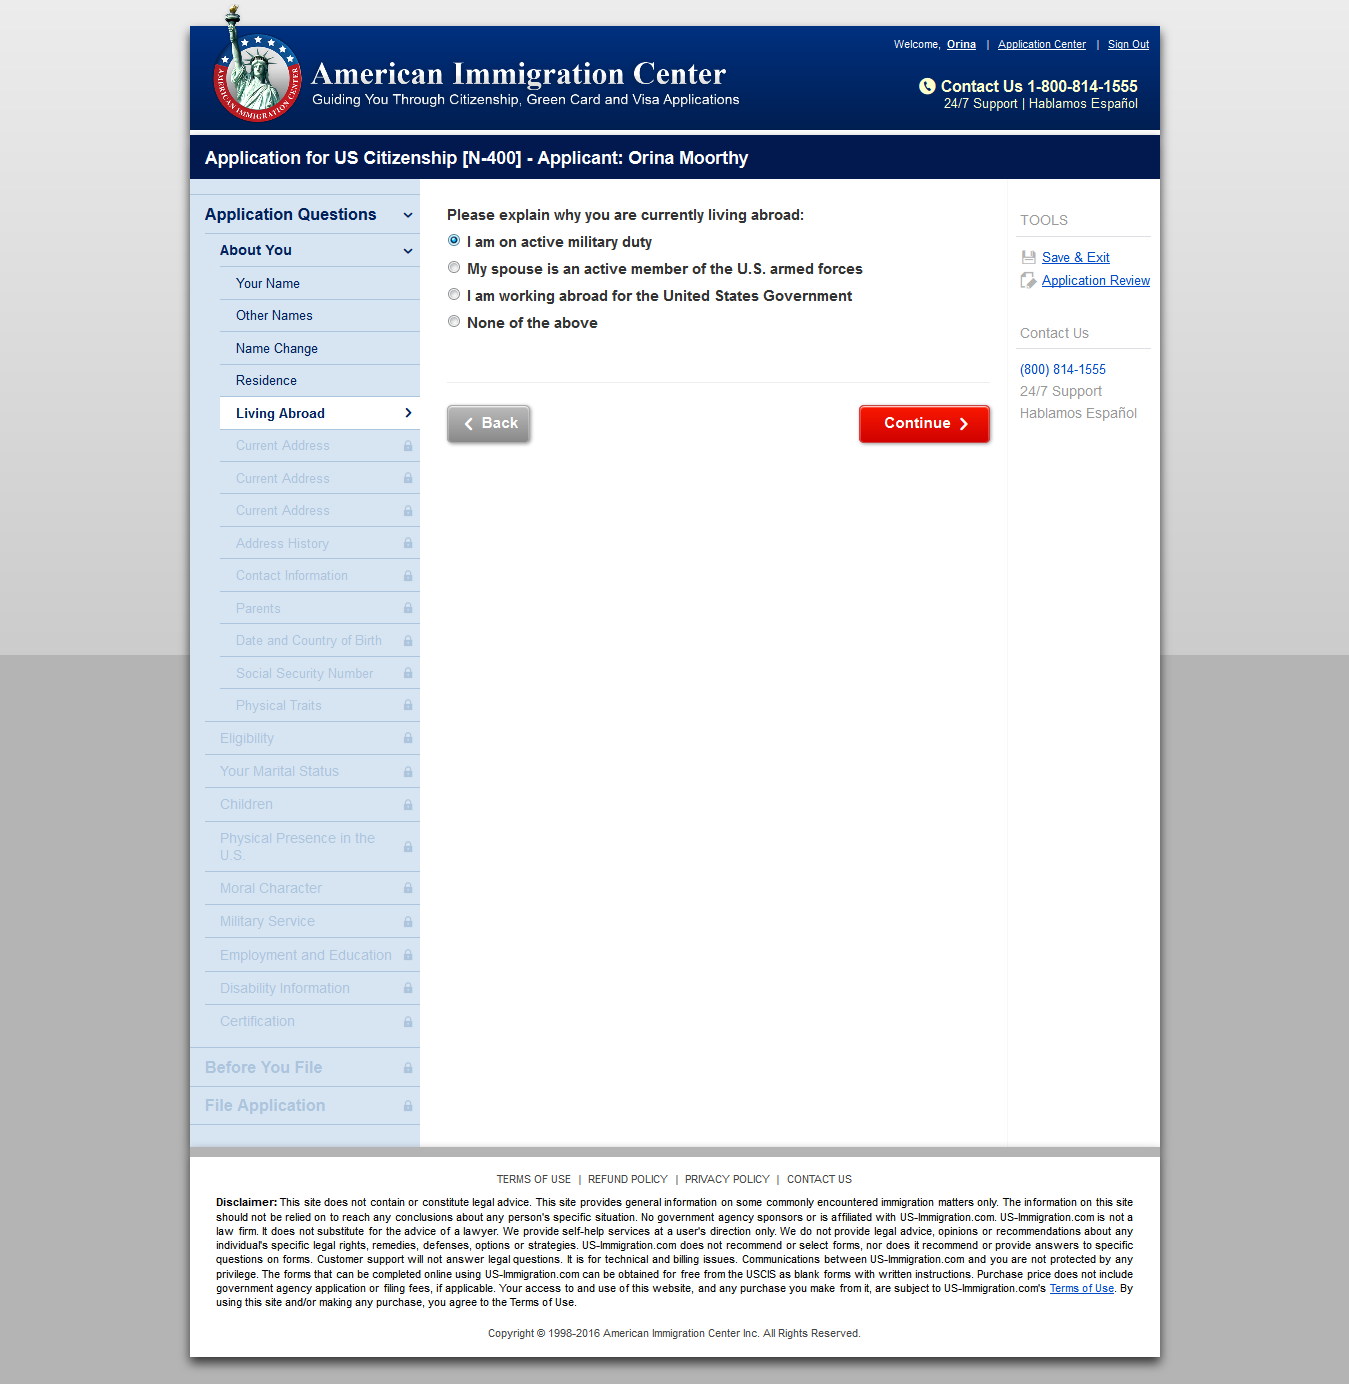 Welcome, Orina | Application Center | Sign Out
AMERICAN IMMIGRATION CENTER
American Immigration Center
Guiding You Through Citizenship, Green Card and Visa Applications
Contact Us 1-800-814-1555
24/7 Support | Hablamos Español
Application for US Citizenship [N-400] - Applicant: Orina Moorthy
Application Questions
About You
Your Name
Other Names
Name Change
Residence
Living Abroad
Current Address
Current Address
Current Address
Address History
Contact Information
Parents
Date and Country of Birth
Social Security Number
Physical Traits
Eligibility
Your Marital Status
Children
Physical Presence in the
U.S.
Moral Character
Military Service
Employment and Education
Disability Information
Certification
Before You File
File Application
Please explain why you are currently living abroad:
I am on active military duty
My spouse is an active member of the U.S. armed forces
I am working abroad for the United States Government
None of the above
Back
Continue
TOOLS
Save & Exit
Application Review
Contact Us
(800) 814-1555
24/7 Support
Hablamos Español
TERMS OF USE | REFUND POLICY | PRIVACY POLICY | CONTACT US
Disclaimer: This site does not contain or constitute legal advice. This site provides general information on some commonly encountered immigration matters only. The information on this site
should not be relied on to reach any conclusions about any person's specific situation. No government agency sponsors or is affiliated with US-Immigration.com. US-Immigration.com is not a
law firm. It does not substitute for the advice of a lawyer. We provide self-help services at a user's direction only. We do not provide legal advice, opinions or recommendations about any
individual's specific legal rights, remedies, defenses, options or strategies. US-Immigration.com does not recommend or select forms, nor does it recommend or provide answers to specific
questions on forms. Customer support will not answer legal questions. It is for technical and billing issues. Communications between US-Immigration.com and you are not protected by any
privilege. The forms that can be completed online using US-Immigration.com can be obtained for free from the USCIS as blank forms with written instructions. Purchase price does not include
government agency application or filing fees, if applicable. Your access to and use of this website, and any purchase you make from it, are subject to US-Immigration.com's Terms of Use. By
using this site and/or making any purchase, you agree to the Terms of Use.
Copyright © 1998-2016 American Immigration Center Inc. All Rights Reserved.